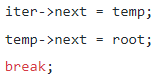 iter->next = temp;
temp->next = root;
break;